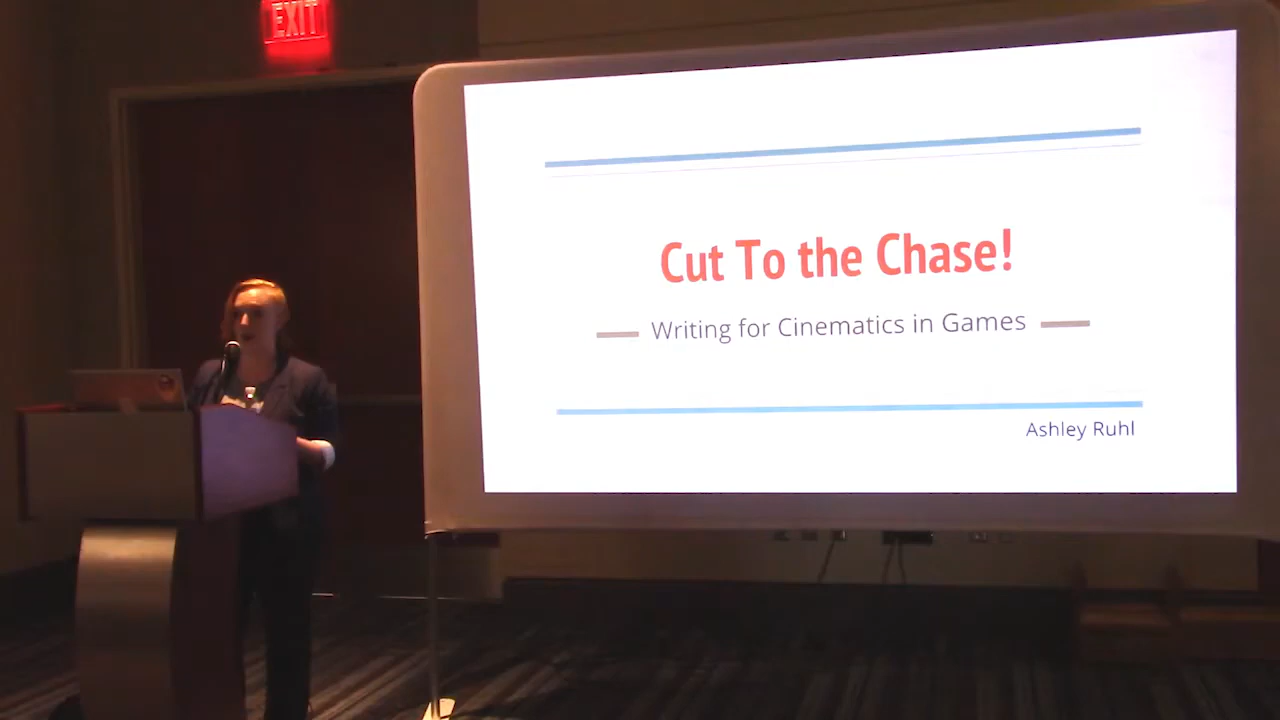 EXIT
Cut To the Chase!
Writing for Cinematics in Games
Ashley Ruhl